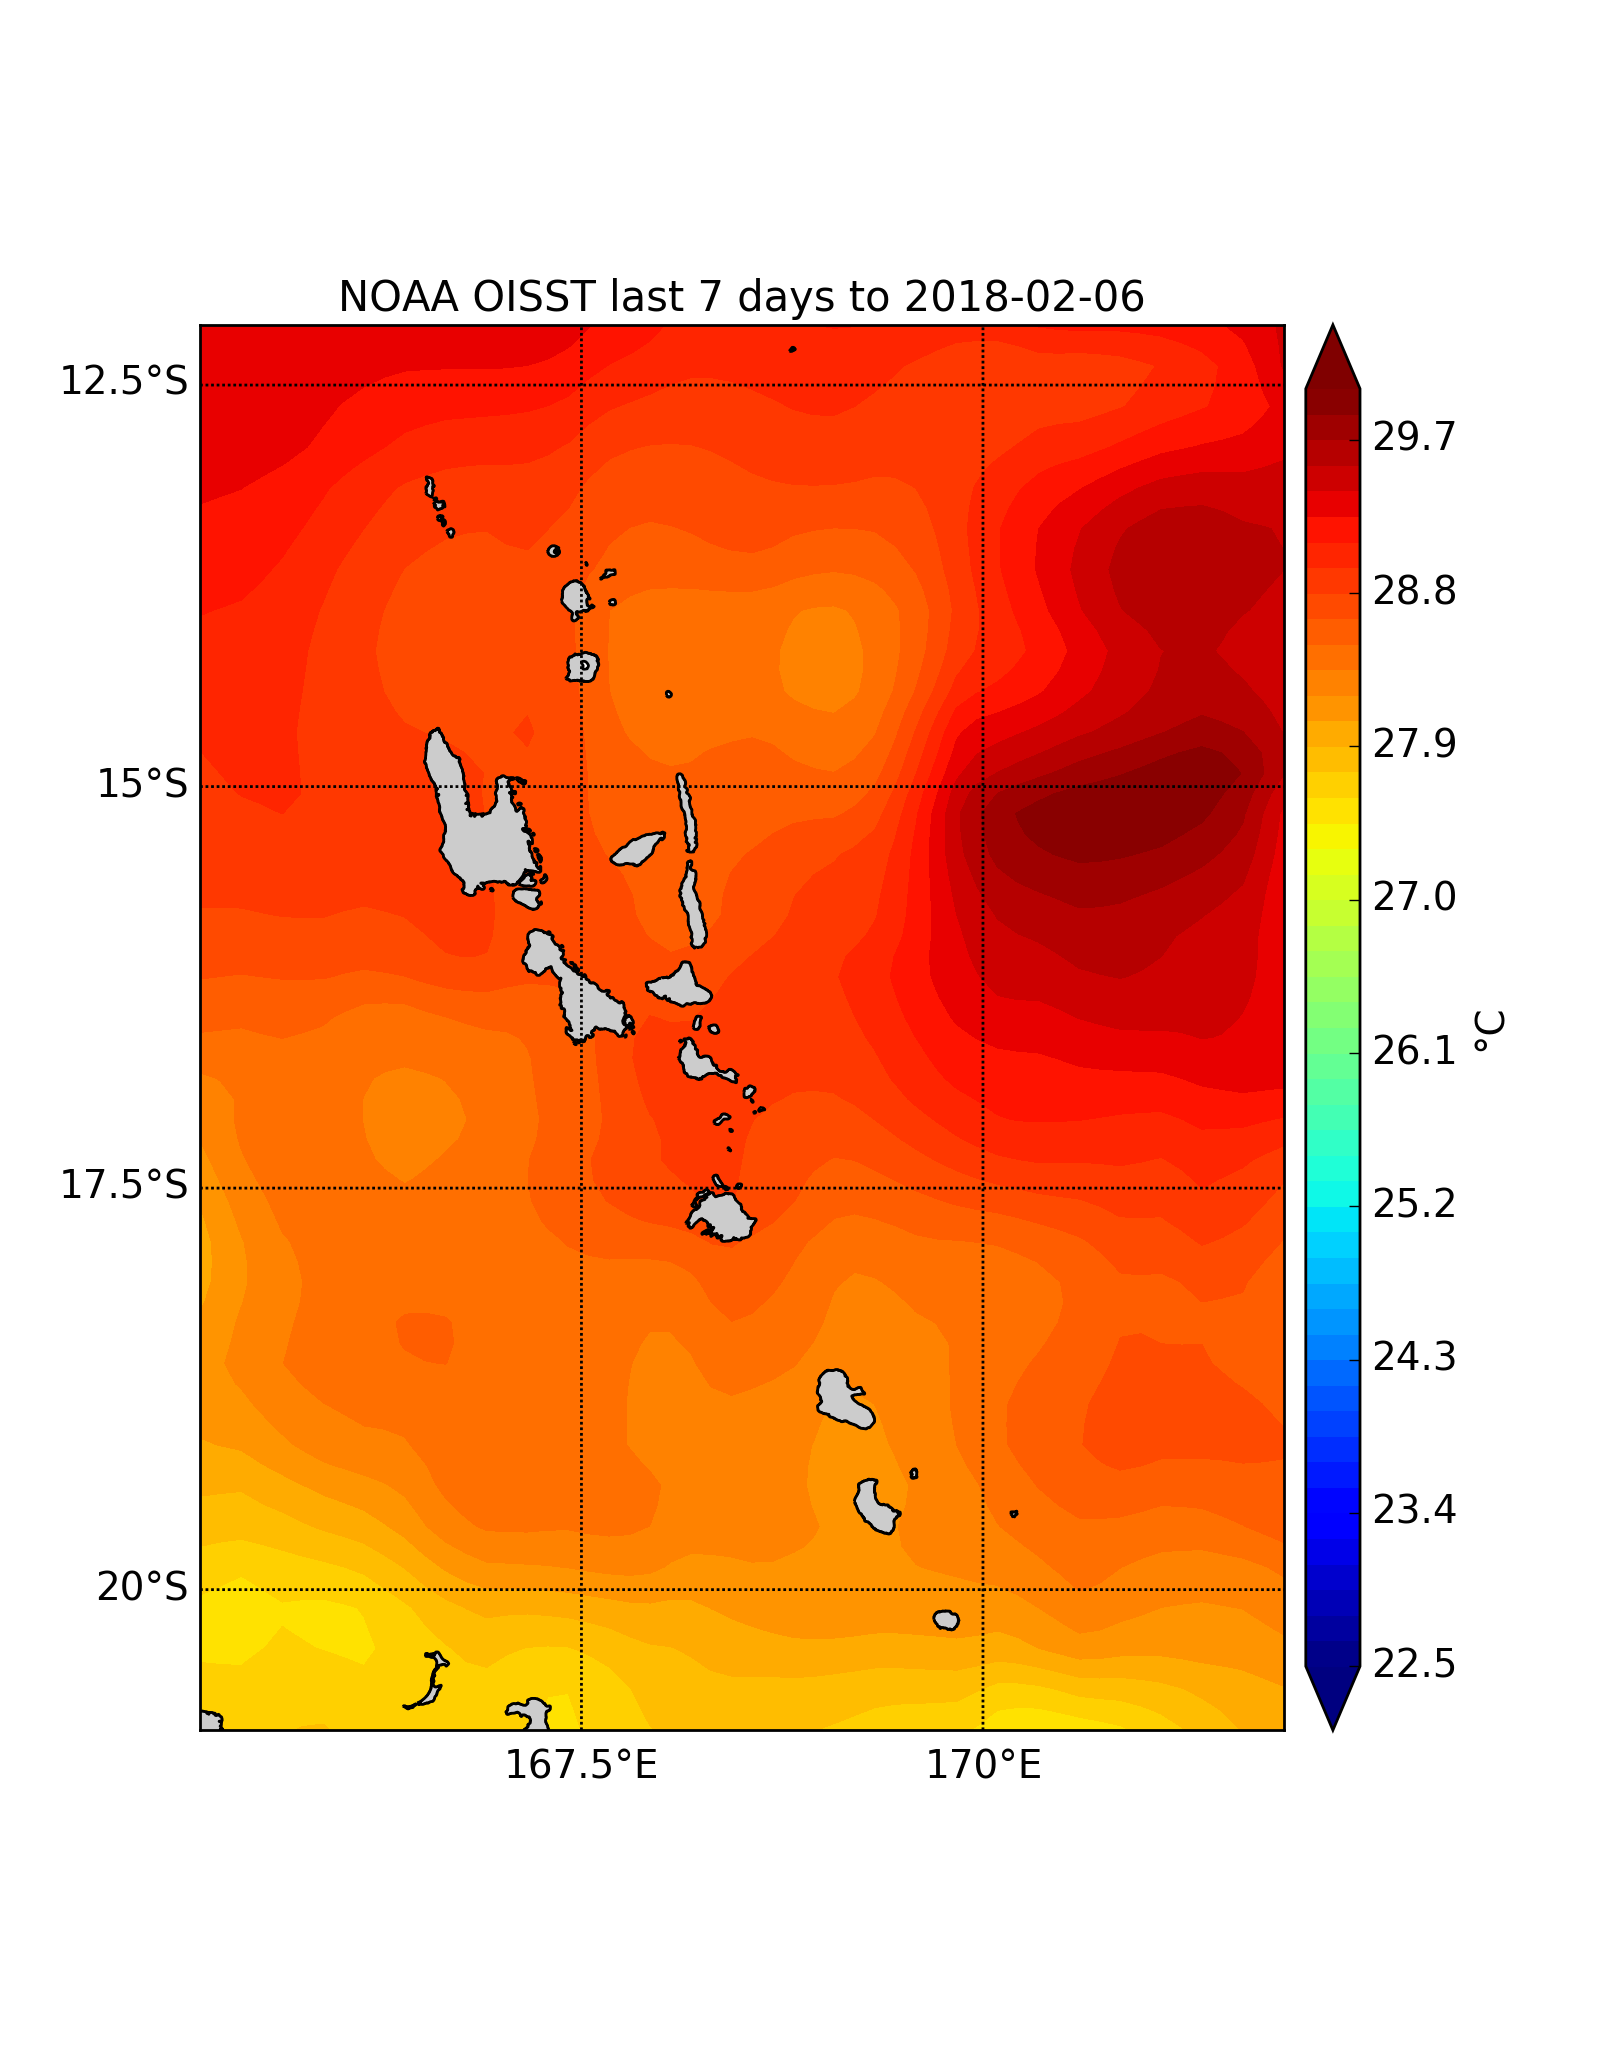 NOAA OISST last 7 days to 2018-02-06
12.5°S
15°S
17.5°S
20°S
167.5°E
170°E
29.7
28.8
27.9
27.0
26.1
25.2
24.3
23.4
22.5
°C